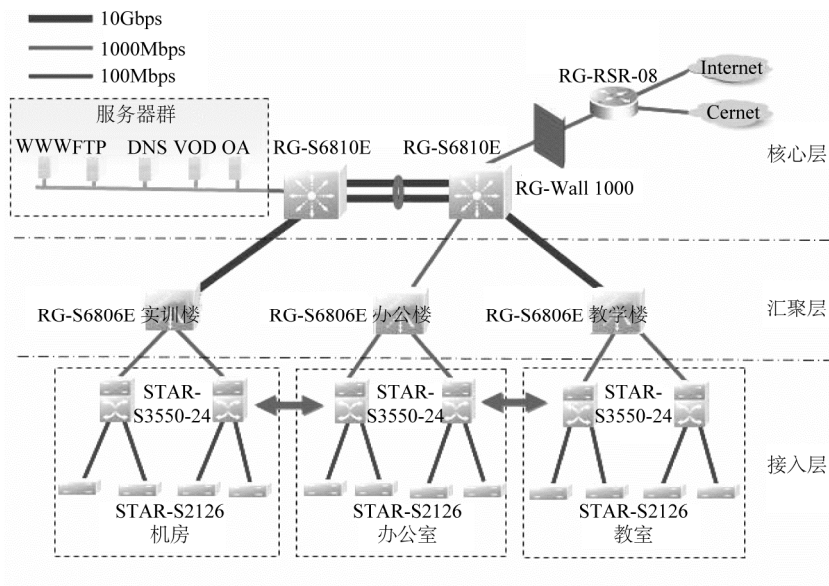 10Gbps
1000Mbps
100Mbps
RG-RSR-08
Internet
Cernet
服务器群
WWW FTP DNS VOD OA
RG-S6810E
RG-S6810E
核心层
RG-Wall 1000
RG-S6806E 实训楼
RG-S6806E 办公楼
RG-S6806E 教学楼
汇聚层
STAR-
S3550-24
STAR-
S3550-24
STAR-
S3550-24
接入层
STAR-S2126
机房
STAR-S2126
办公室
STAR-S2126
教室